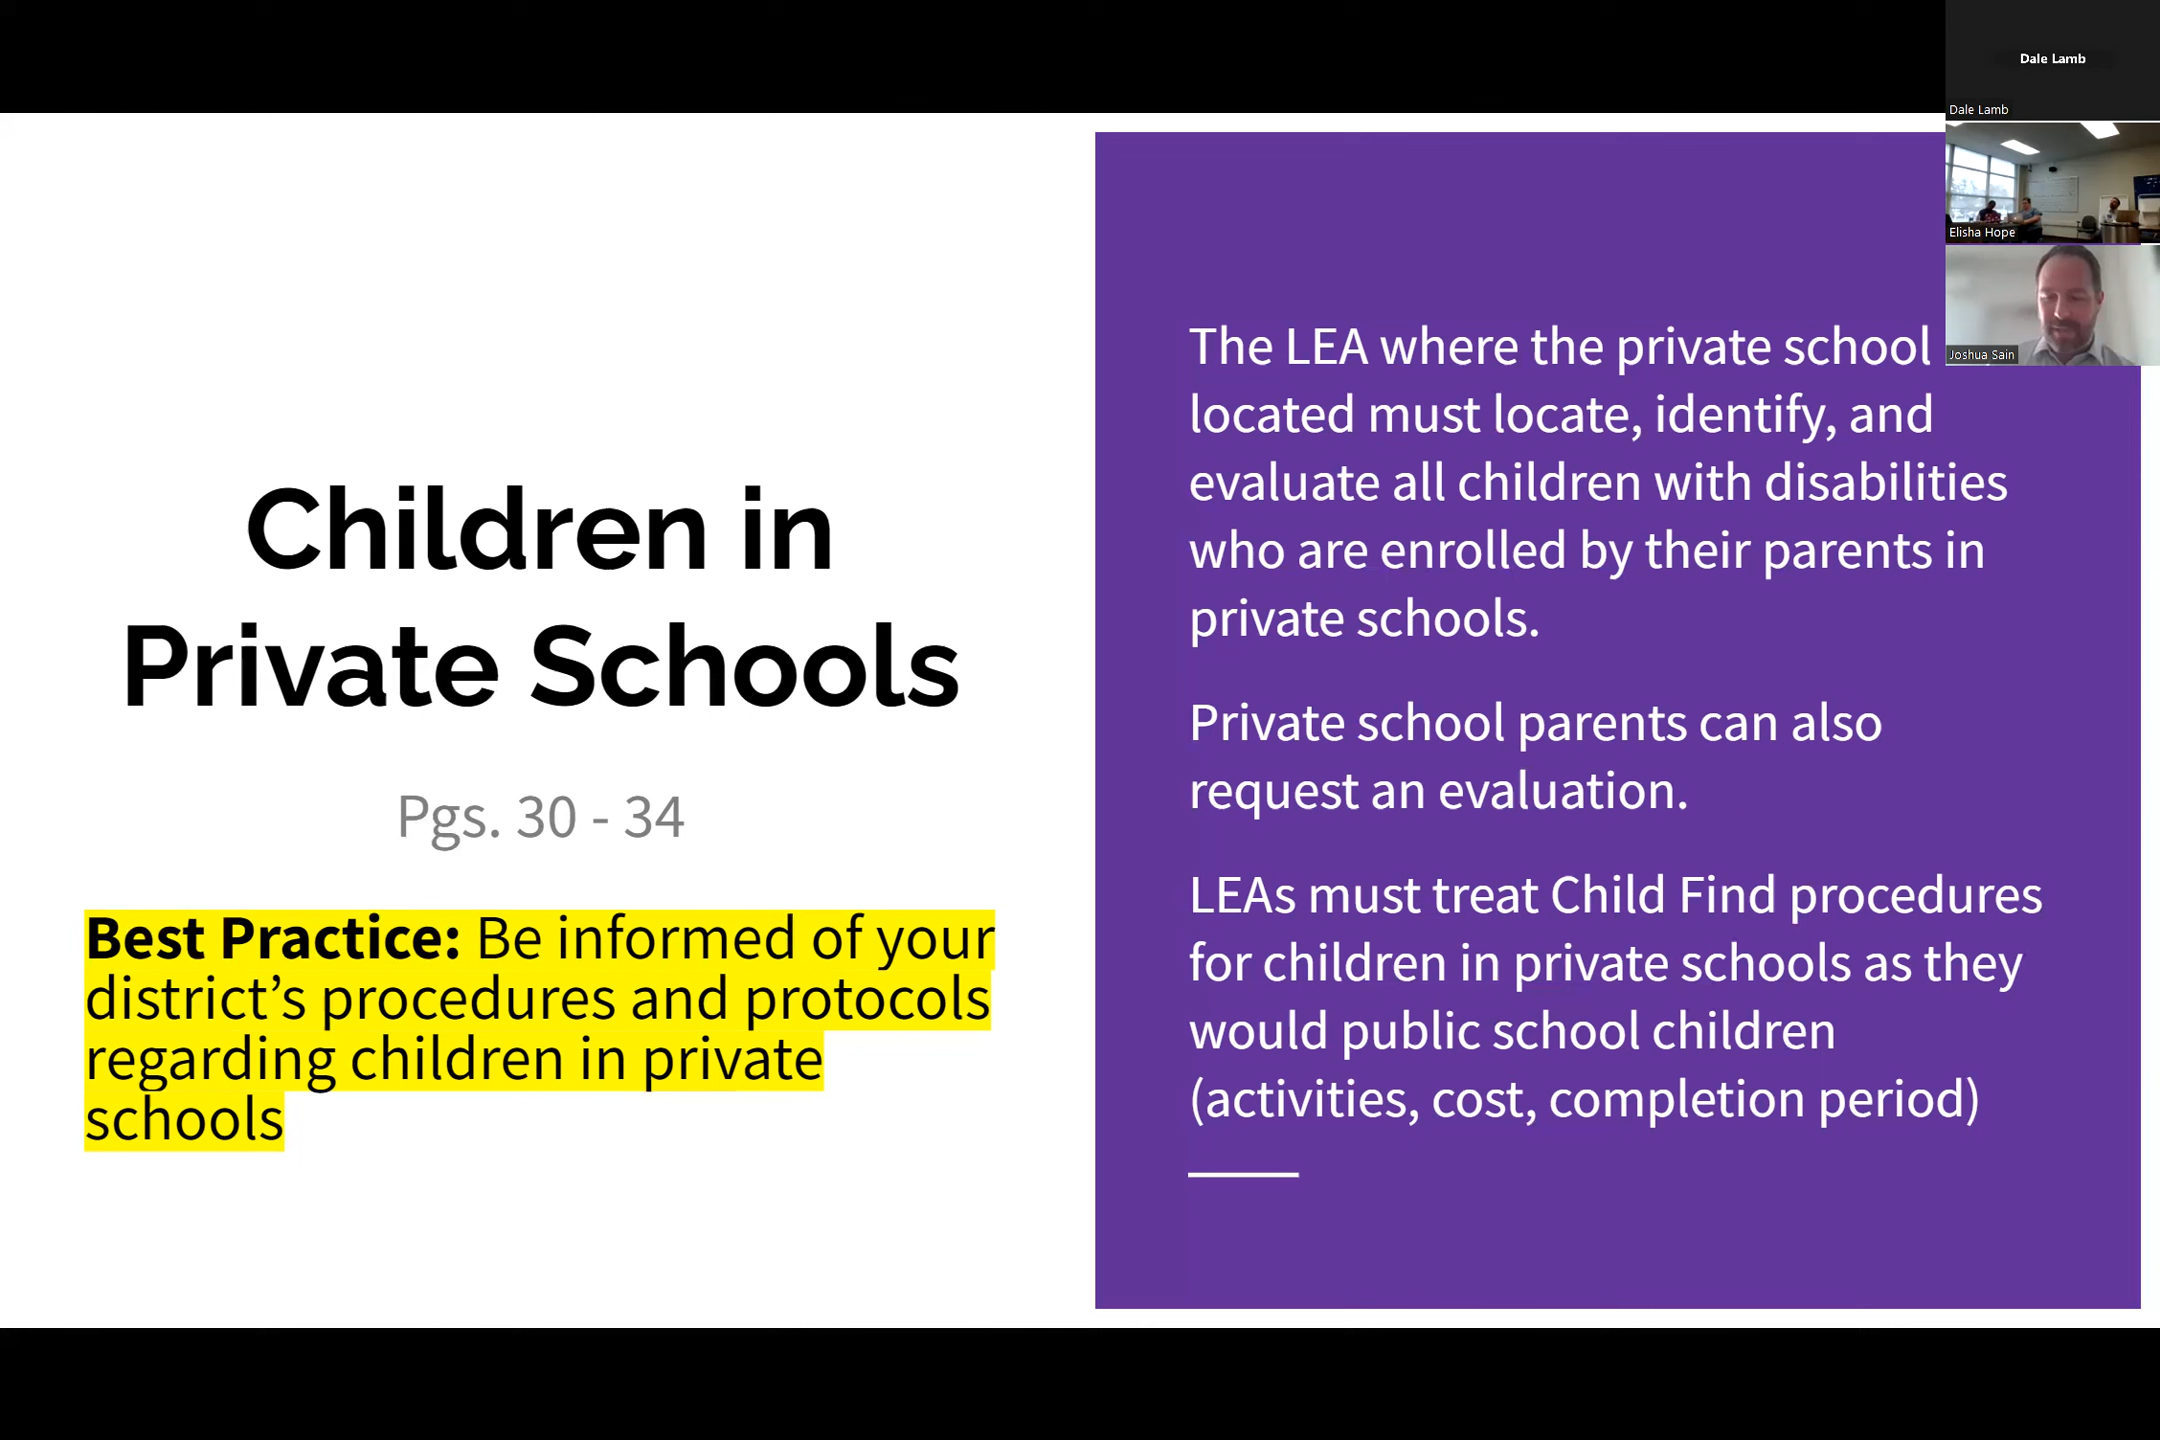 Children in
Private Schools
Pgs. 30 - 34
Best Practice: Be informed of your
district’s procedures and protocols
regarding children in private
schools
The LEA where the private school
located must locate, identify, and
evaluate all children with disabilities
who are enrolled by their parents in
private schools.
Private school parents can also
request an evaluation.
LEAs must treat Child Find procedures
for children in private schools as they
would public school children
(activities, cost, completion period)
Dale Lamb
Dale Lamb
Elisha Hope
Joshua Sain